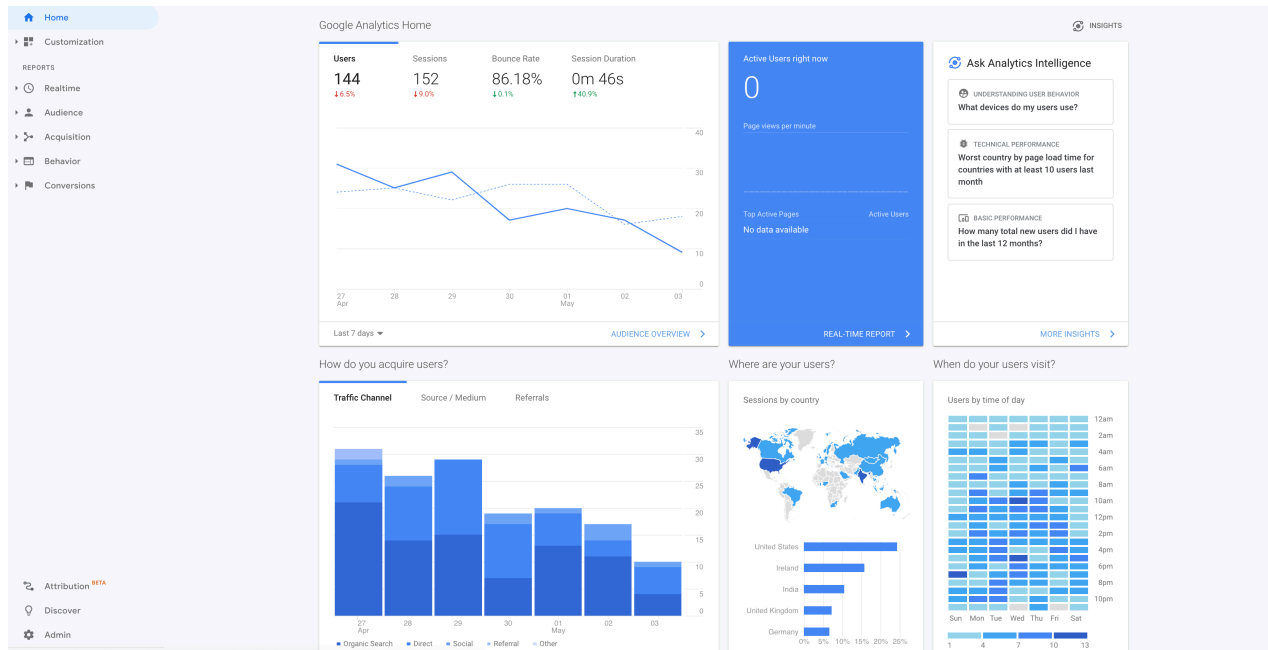 Home
Customization
REPORTS
Realtime
Audience
Acquisition
Behavior
Conversions
Attribution BETA
Discover
Admin
Google Analytics Home
INSIGHTS
Users
144
↓6.5%
Sessions
152
↓9.0%
Bounce Rate
86.18%
↓0.1%
Session Duration
0m 46s
↑40.9%
40
30
20
10
0
27 28 29 30 01 02 03
Apr May
Last 7 days
AUDIENCE OVERVIEW
Active Users right now
0
Page views per minute
Top Active Pages Active Users
No data available
REAL-TIME REPORT
Ask Analytics Intelligence
UNDERSTANDING USER BEHAVIOR
What devices do my users use?
TECHNICAL PERFORMANCE
Worst country by page load time for
countries with at least 10 users last
month
BASIC PERFORMANCE
How many total new users did I have
in the last 12 months?
MORE INSIGHTS
How do you acquire users?
Traffic Channel Source / Medium Referrals
35
30
25
20
15
10
5
0
27 28 29 30 01 02 03
Apr May
Organic Search Direct Social Referral Other
Where are your users?
Sessions by country
United States
Ireland
India
United Kingdom
Germany
0% 5% 10% 15% 20% 25%
When do your users visit?
Users by time of day
12am
2am
4am
6am
8am
10am
12pm
2pm
4pm
6pm
8pm
10pm
Sun Mon Tue Wed Thu Fri Sat
1 4 7 10 13